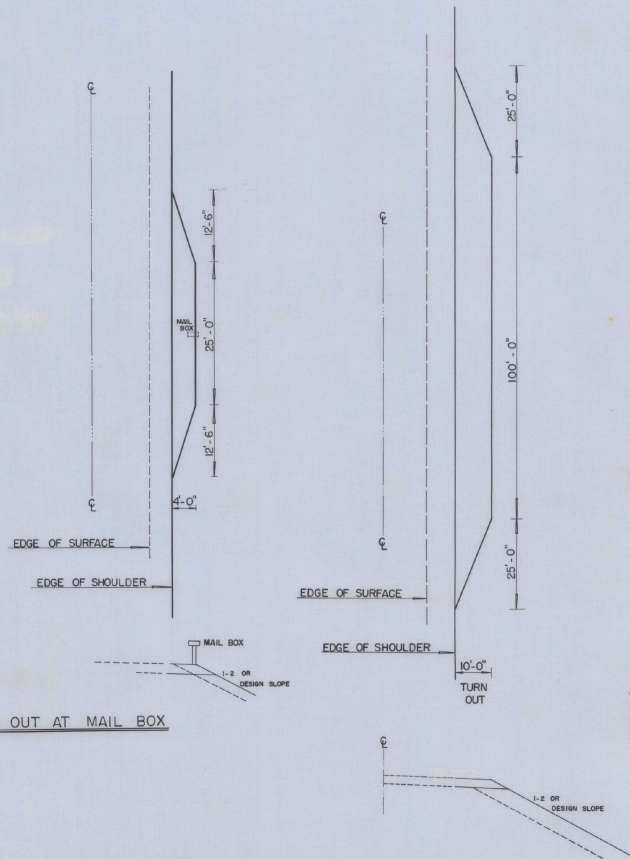 ℄
12'-6"
MAIL
BOX
25'-0"
12'-6"
4'-0"
℄
EDGE OF SURFACE
EDGE OF SHOULDER
MAIL BOX
1-2 OR
DESIGN SLOPE
OUT AT MAIL BOX
25'-0"
℄
100'-0"
℄
25'-0"
EDGE OF SURFACE
EDGE OF SHOULDER
10'-0"
TURN
OUT
℄
1-2 OR
DESIGN SLOPE